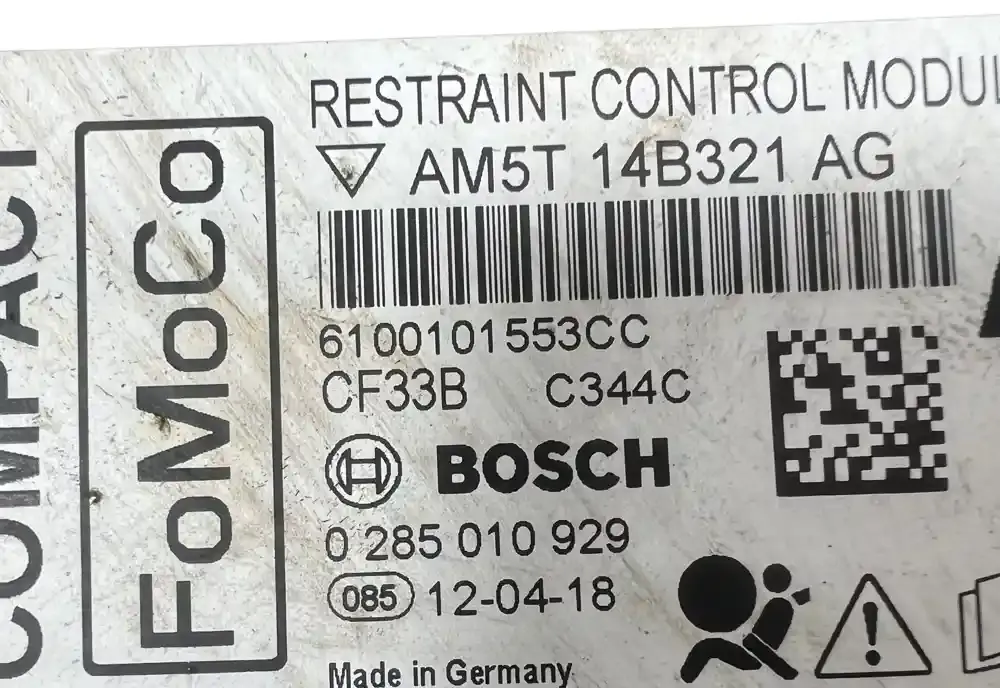 RESTRAINT CONTROL MODUL
AM5T 14B321 AG
6100101553CC
CF33B C344C
BOSCH
0 285 010 929
085 12-04-18
Made in Germany
FoMoCo
COMPACT